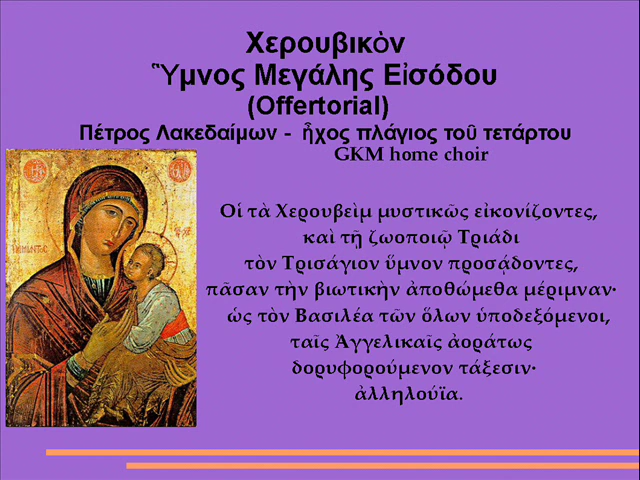 Χερουβικὸν
Ὕμνος Μεγάλης Εἰσόδου
(Offertorial)
Πέτρος Λακεδαίμων - ἦχος πλάγιος τοῦ τετάρτου
GKM home choir
Οἱ τὰ Χερουβεὶμ μυστικῶς εἰκονίζοντες,
καὶ τῇ ζωοποιῷ Τριάδι
τὸν Τρισάγιον ὕμνον προσᾴδοντες,
πᾶσαν τὴν βιωτικὴν ἀποθώμεθα μέριμναν·
ὡς τὸν Βασιλέα τῶν ὅλων ὑποδεξόμενοι,
ταῖς Ἀγγελικαῖς ἀοράτως
δορυφορούμενον τάξεσιν·
ἀλληλούϊα.